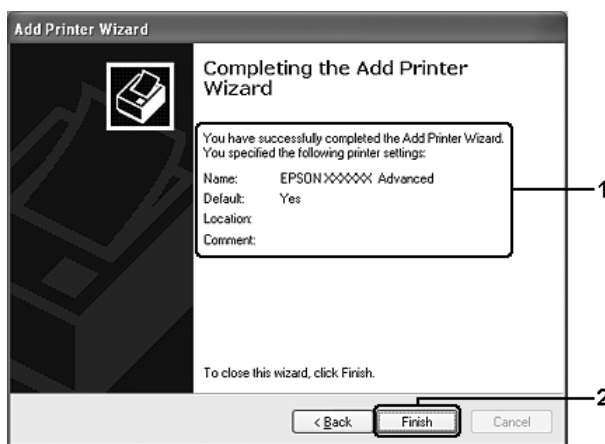 Add Printer Wizard
Completing the Add Printer
Wizard
You have successfully completed the Add Printer Wizard.
You specified the following printer settings:
Name: EPSON XXXXXX Advanced
Default: Yes
Location:
Comment:
1
To close this wizard, click Finish.
2
< Back Finish Cancel